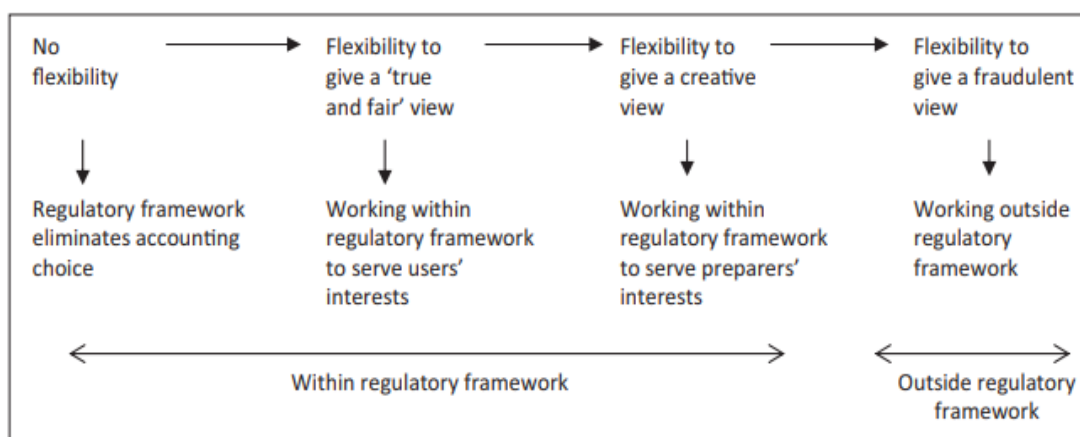 No
flexibility
Flexibility to
give a ‘true
and fair’ view
Flexibility to
give a creative
view
Flexibility to
give a fraudulent
view
Regulatory framework
eliminates accounting
choice
Working within
regulatory framework
to serve users’
interests
Working within
regulatory framework
to serve preparers’
interests
Working outside
regulatory
framework
Within regulatory framework
Outside regulatory
framework